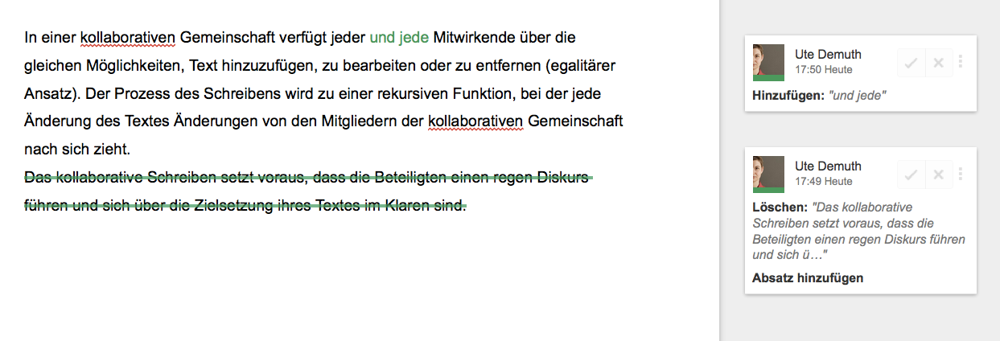 In einer kollaborativen Gemeinschaft verfügt jeder und jede Mitwirkende über die
gleichen Möglichkeiten, Text hinzuzufügen, zu bearbeiten oder zu entfernen (egalitärer
Ansatz). Der Prozess des Schreibens wird zu einer rekursiven Funktion, bei der jede
Änderung des Textes Änderungen von den Mitgliedern der kollaborativen Gemeinschaft
nach sich zieht.
Das kollaborative Schreiben setzt voraus, dass die Beteiligten einen regen Diskurs
führen und sich über die Zielsetzung ihres Textes im Klaren sind.
Ute Demuth
17:50 Heute
Hinzufügen: "und jede"
Ute Demuth
17:49 Heute
Löschen: "Das kollaborative
Schreiben setzt voraus, dass die
Beteiligten einen regen Diskurs führen
und sich ü…"
Absatz hinzufügen